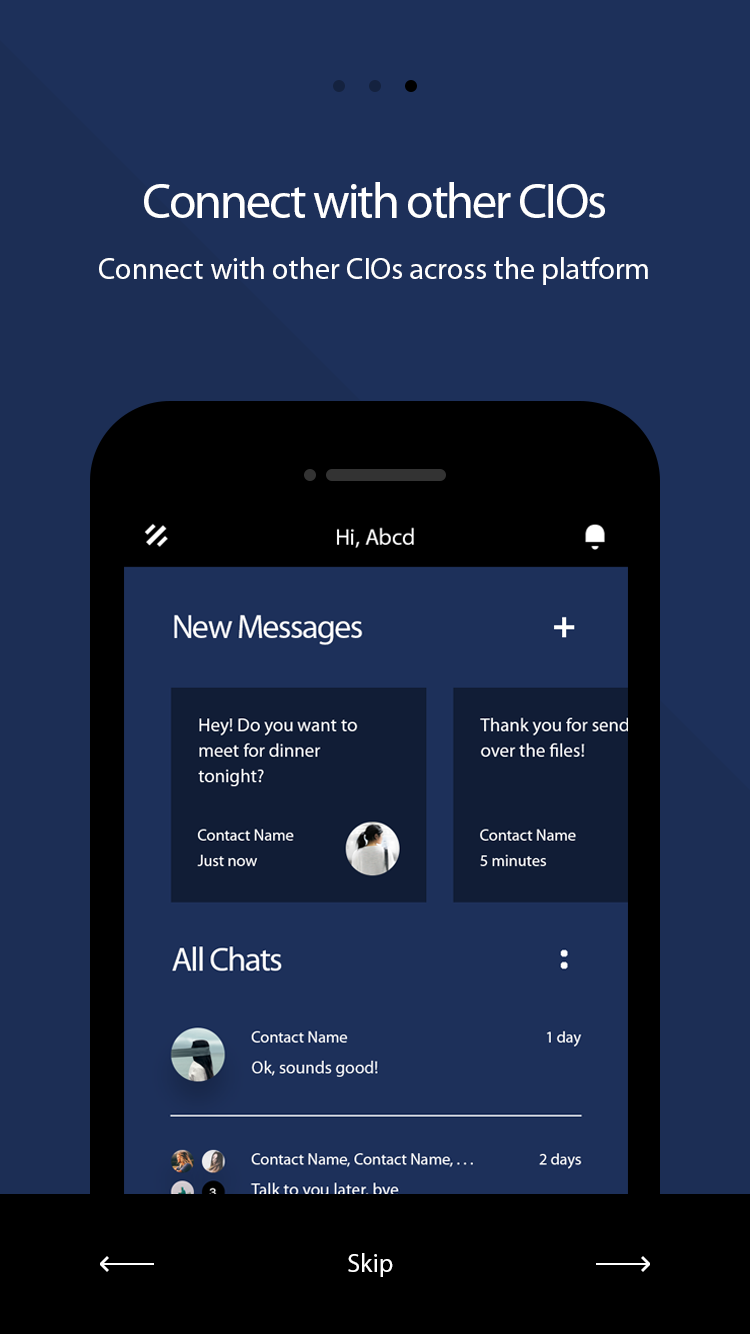 Connect with other CIOs
Connect with other CIOs across the platform
Hi, Abcd
New Messages
Hey! Do you want to
meet for dinner
tonight?
Contact Name
Just now
Thank you for send
over the files!
Contact Name
5 minutes
All Chats
Contact Name
1 day
Ok, sounds good!
Contact Name, Contact Name, . . .
2 days
3
Talk to you later, bye
Skip